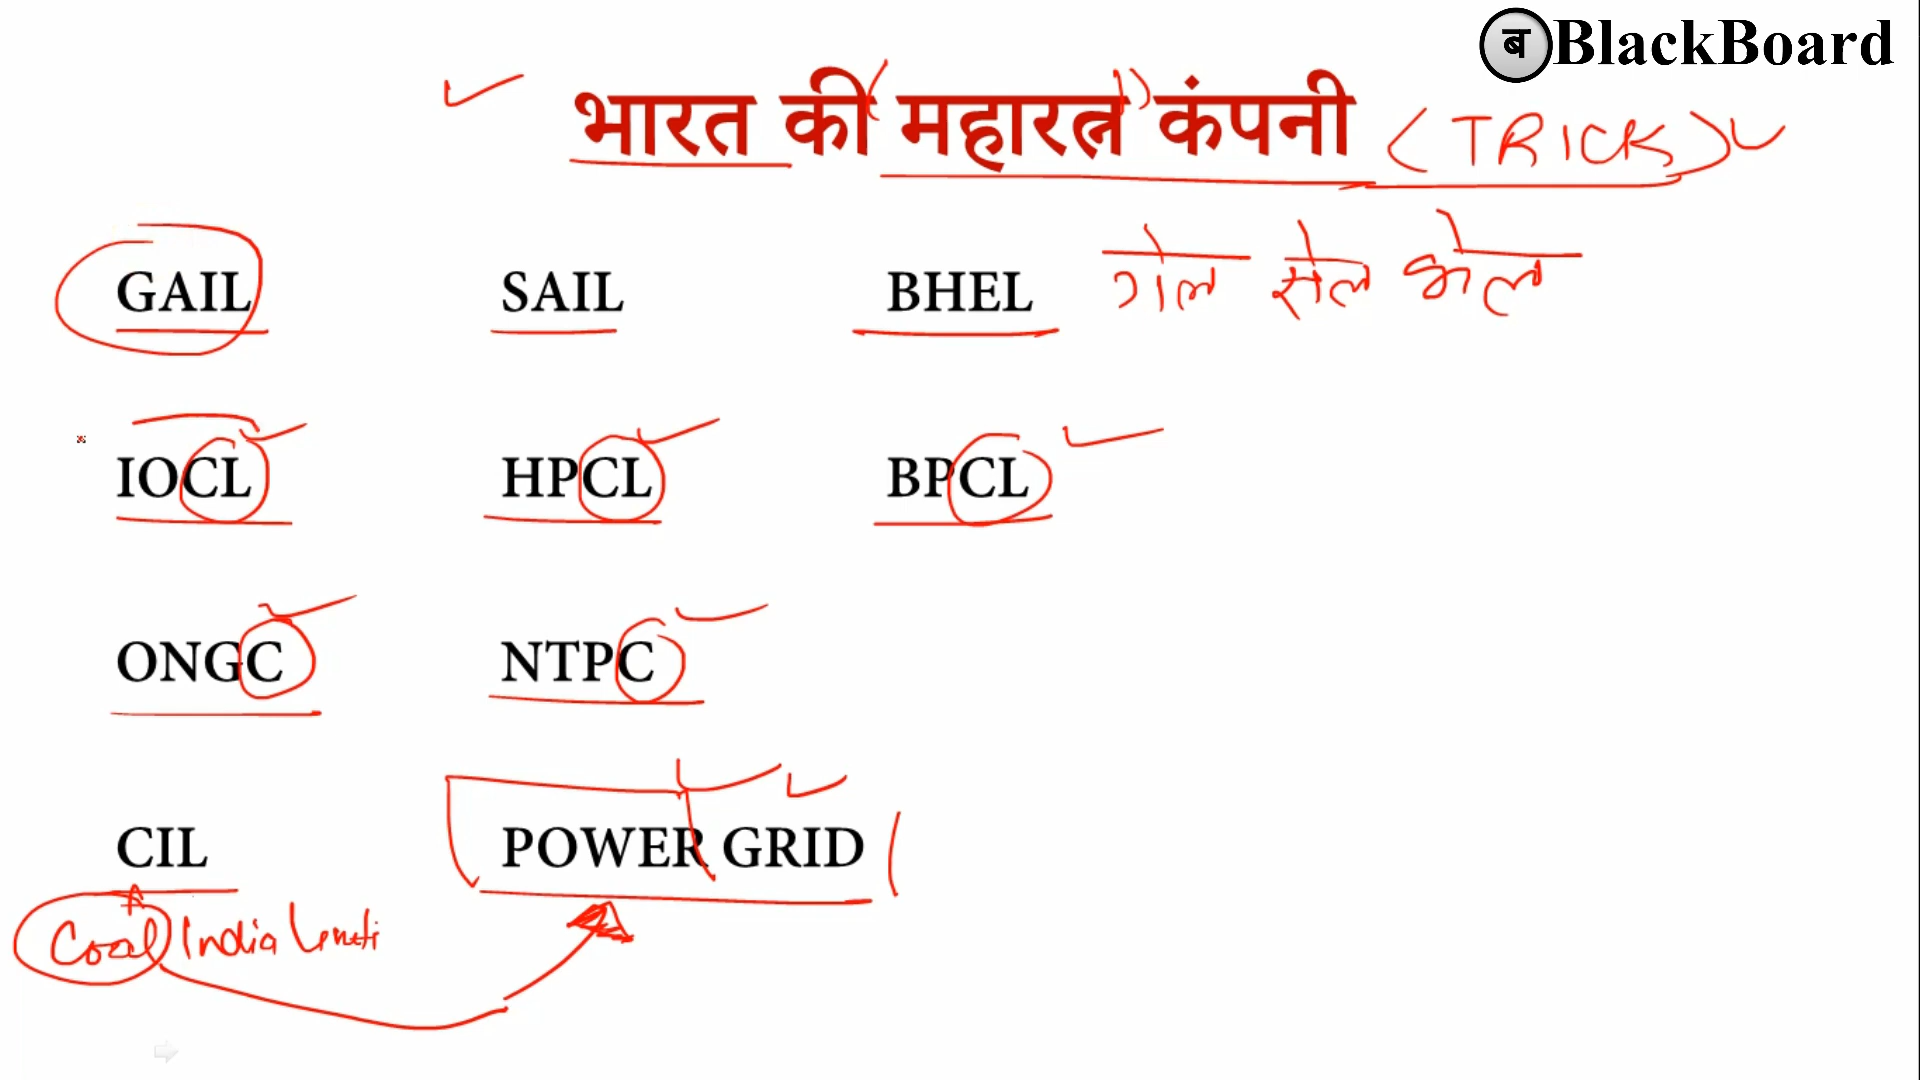 ब BlackBoard
भारत की (महारत्न) कंपनी (TRICK)
GAIL SAIL BHEL गेल सेल भेल
IOCL HPCL BPCL
ONGC NTPC
CIL POWER GRID
Coal India